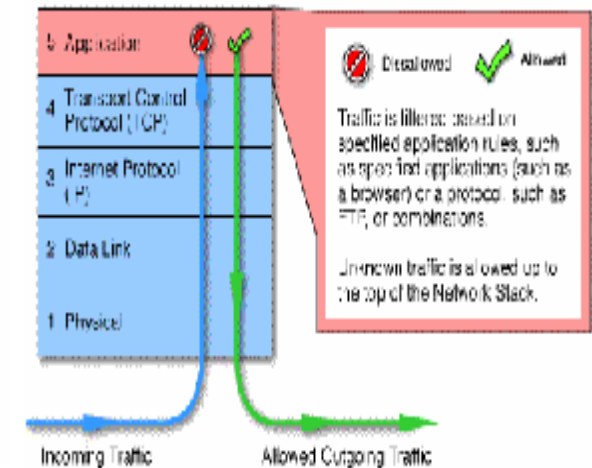 5 Application
4 Transport Control
Protocol (TCP)
3 Internet Protocol
(IP)
2 Data Link
1 Physical
Incoming Traffic
Allowed Outgoing Traffic
Disallowed
Allowed
Traffic is filtered based on
specified application rules, such
as specified applications (such as
a browser) or a protocol, such as
FTP, or combinations.
Unknown traffic is allowed up to
the top of the Network Stack.